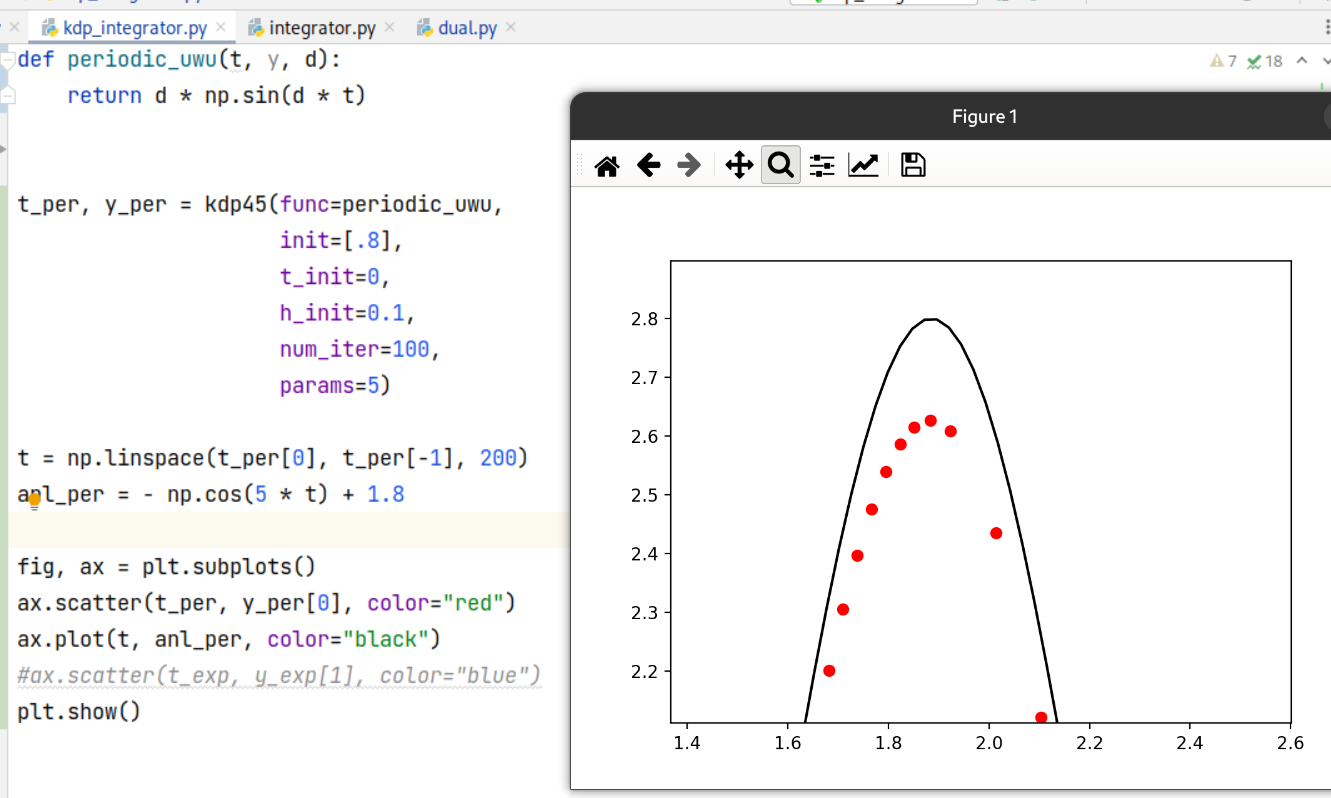 kdp_integrator.py × integrator.py × dual.py ×
def periodic_uwu(t, y, d):
7 18
return d * np.sin(d * t)
t_per, y_per = kdp45(func=periodic_uwu,
init=[.8],
t_init=0,
h_init=0.1,
num_iter=100,
params=5)
t = np.linspace(t_per[0], t_per[-1], 200)
anl_per = - np.cos(5 * t) + 1.8
fig, ax = plt.subplots()
ax.scatter(t_per, y_per[0], color="red")
ax.plot(t, anl_per, color="black")
#ax.scatter(t_exp, y_exp[1], color="blue")
plt.show()
Figure 1
2.8
2.7
2.6
2.5
2.4
2.3
2.2
1.4 1.6 1.8 2.0 2.2 2.4 2.6